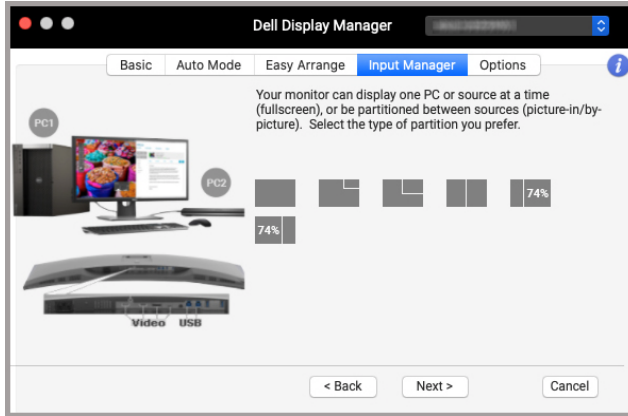 Dell Display Manager
Basic
Auto Mode
Easy Arrange
Input Manager
Options
i
Your monitor can display one PC or source at a time
(fullscreen), or be partitioned between sources (picture-in/by-
picture). Select the type of partition you prefer.
PC1
PC2
74%
74%
Video USB
< Back
Next >
Cancel